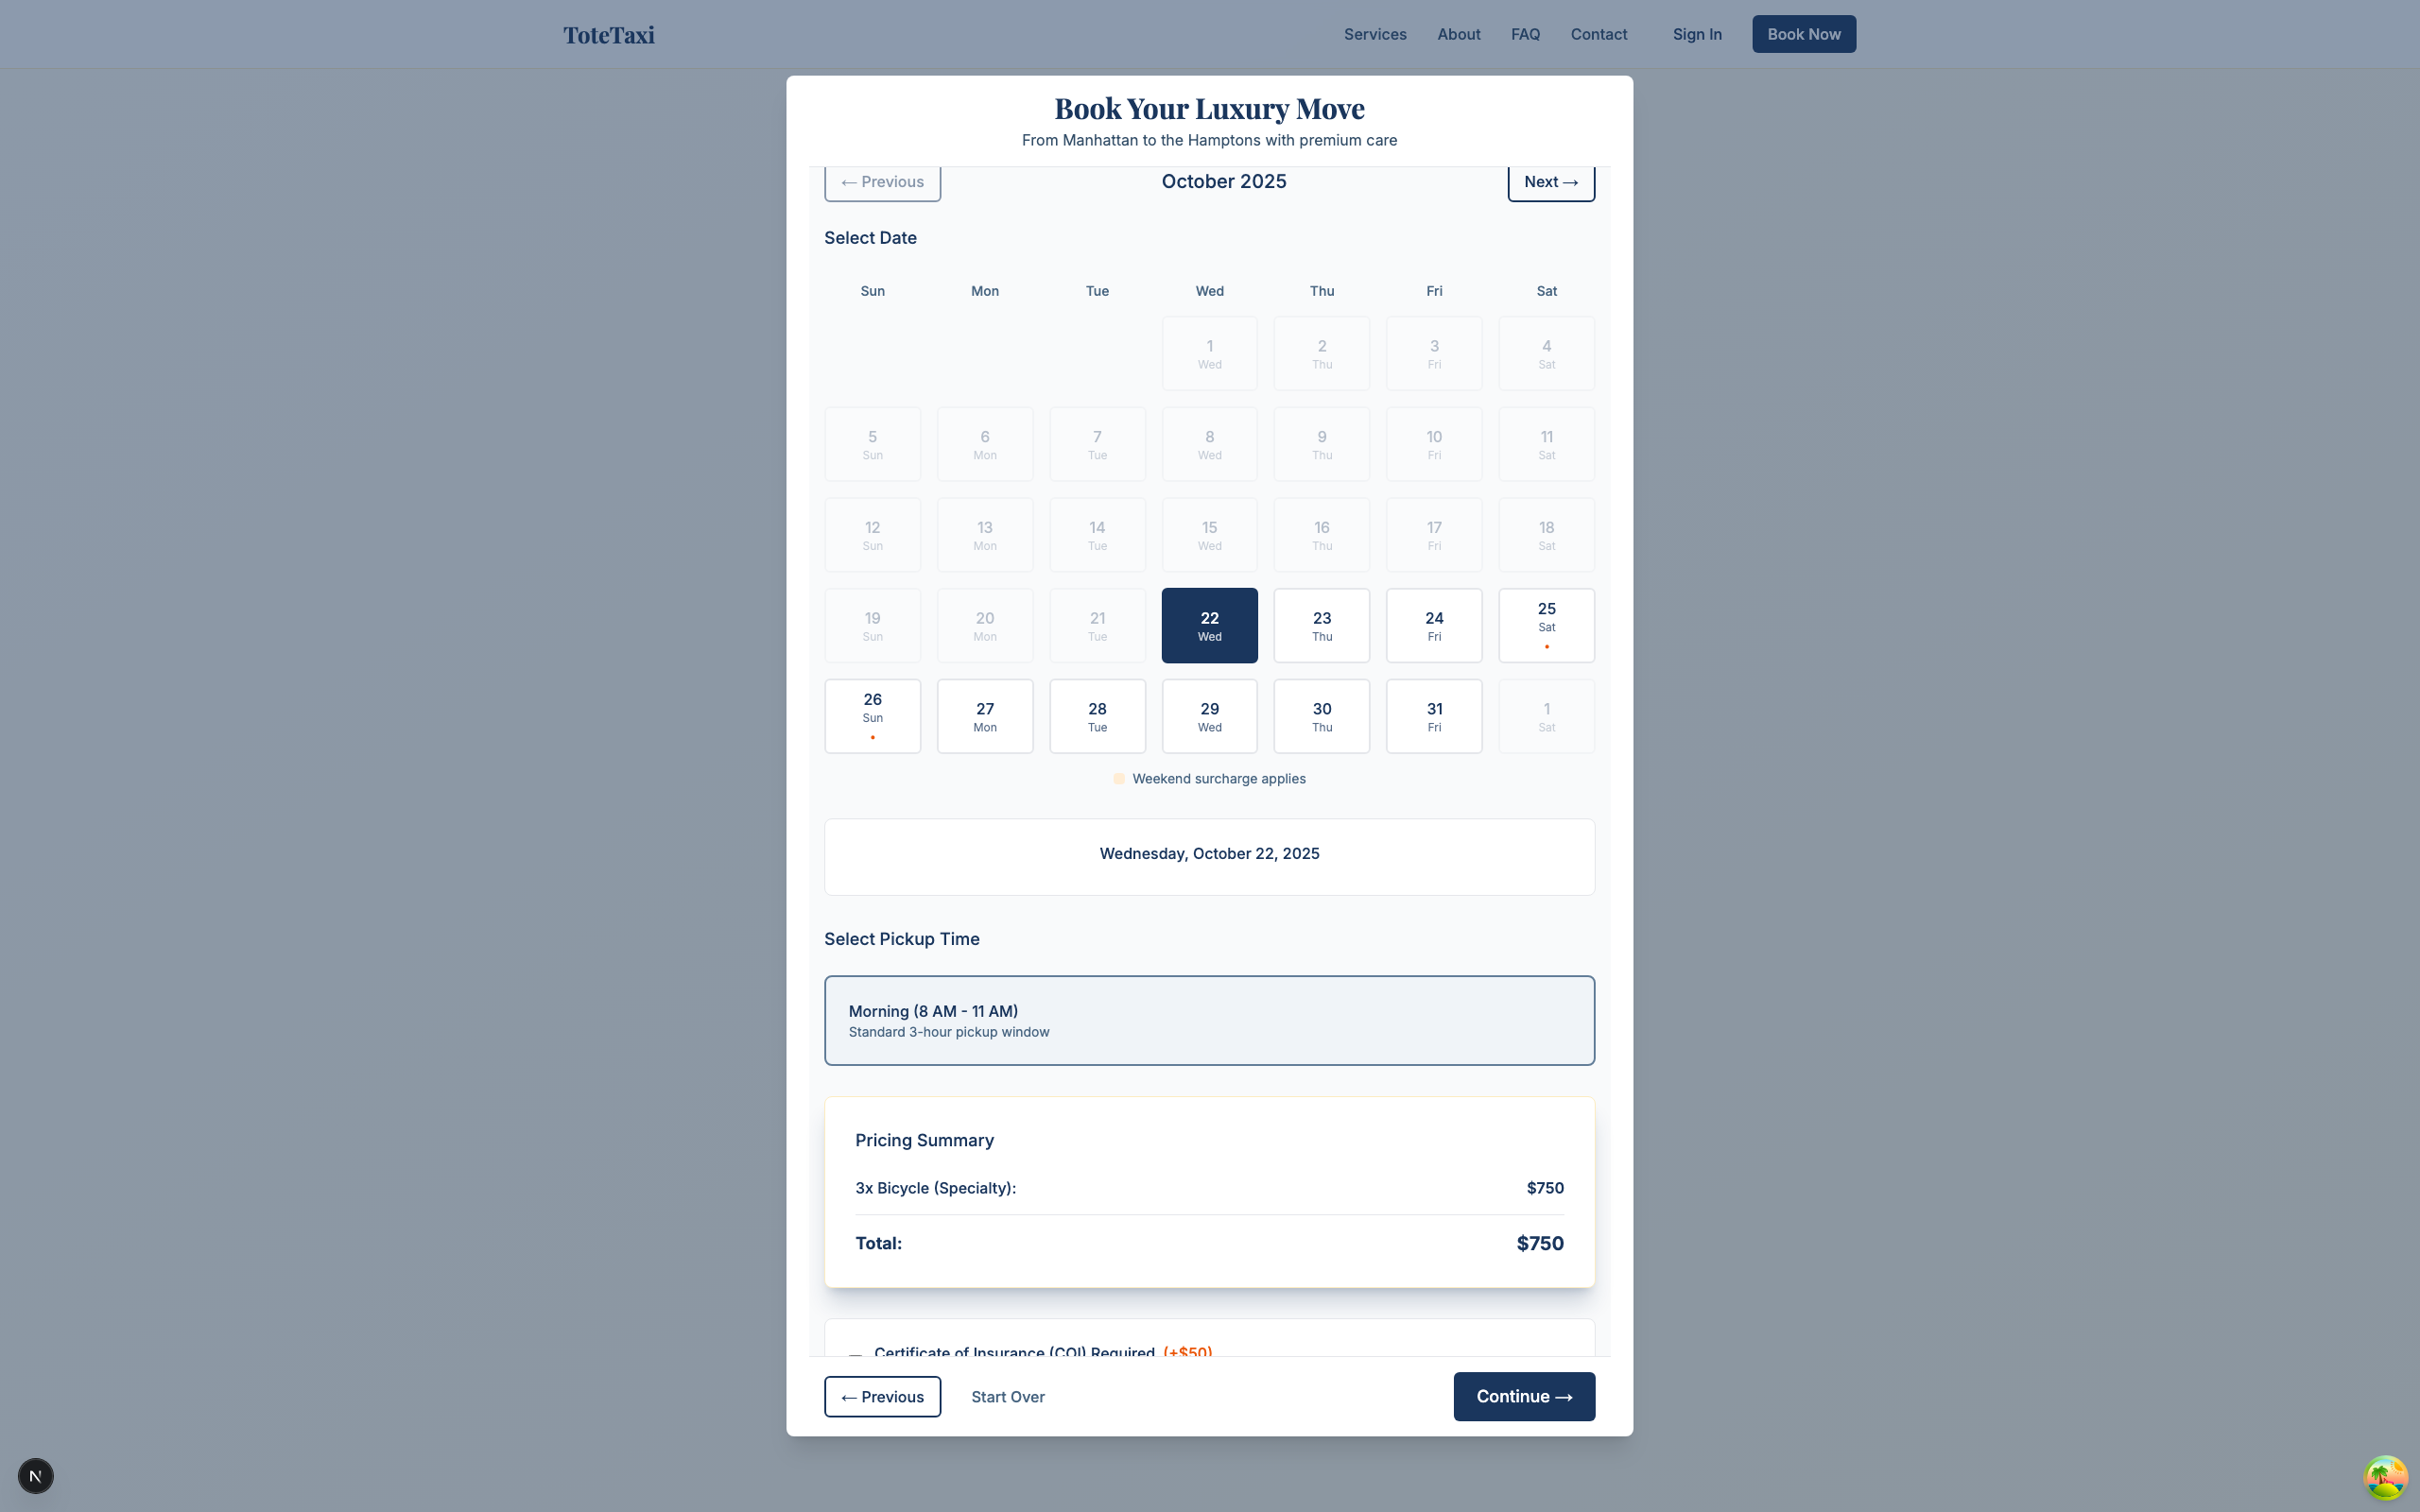 ToteTaxi
Services About FAQ Contact Sign In Book Now
Book Your Luxury Move
From Manhattan to the Hamptons with premium care
← Previous October 2025 Next →
Select Date
Sun Mon Tue Wed Thu Fri Sat
1 2 3 4
Wed Thu Fri Sat
5 6 7 8 9 10 11
Sun Mon Tue Wed Thu Fri Sat
12 13 14 15 16 17 18
Sun Mon Tue Wed Thu Fri Sat
19 20 21 22 23 24 25
Sun Mon Tue Wed Thu Fri Sat
26 27 28 29 30 31 1
Sun Mon Tue Wed Thu Fri Sat
Weekend surcharge applies
Wednesday, October 22, 2025
Select Pickup Time
Morning (8 AM - 11 AM)
Standard 3-hour pickup window
Pricing Summary
3x Bicycle (Specialty): $750
Total: $750
Certificate of Insurance (COI) Required (+$50)
← Previous Start Over Continue →
N